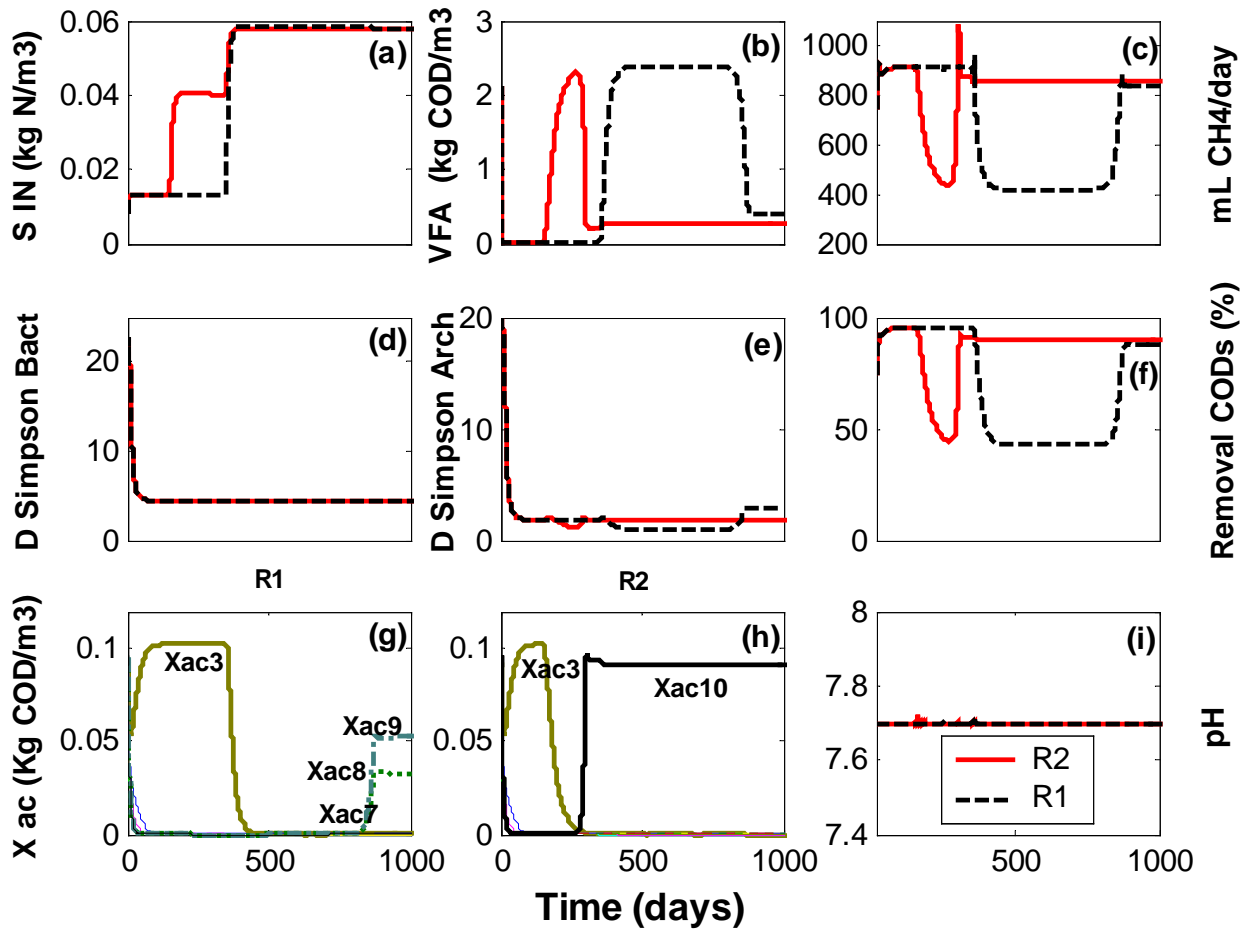 0.06
0.04
0.02
0
S IN (kg N/m3)
(a)
3
2
1
0
VFA (kg COD/m3
(b)
1000
800
600
400
200
(c)
mL CH4/day
20
10
0
D Simpson Bact
(d)
20
15
10
5
0
D Simpson Arch
(e)
100
50
0
(f)
Removal CODs (%)
R1
R2
0.1
0.05
0
X ac (Kg COD/m3)
(g)
Xac3
Xac9
Xac8
Xac7
0 500 1000
0.1
0.05
0
(h)
Xac3
Xac10
0 500 1000
8
7.8
7.6
7.4
(i)
R2
R1
pH
500 1000
Time (days)